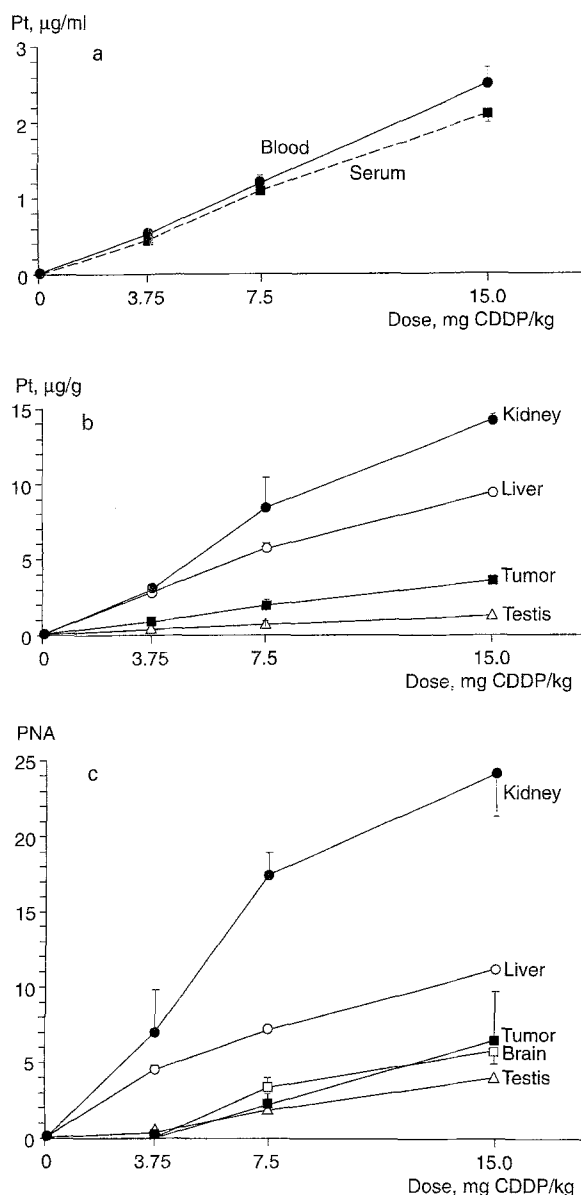 Pt, µg/ml
a
3
2
1
0
Blood
Serum
0 3.75 7.5 15.0
Dose, mg CDDP/kg
Pt, µg/g
b
15
10
5
0
Kidney
Liver
Tumor
Testis
0 3.75 7.5 15.0
Dose, mg CDDP/kg
PNA
c
25
20
15
10
5
0
Kidney
Liver
Tumor
Brain
Testis
0 3.75 7.5 15.0
Dose, mg CDDP/kg